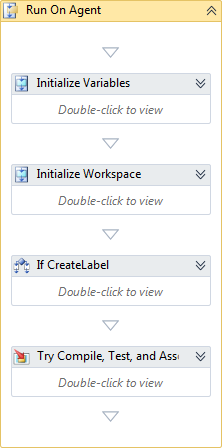 Run On Agent
Initialize Variables
Double-click to view
Initialize Workspace
Double-click to view
If CreateLabel
Double-click to view
Try Compile, Test, and Asso
Double-click to view